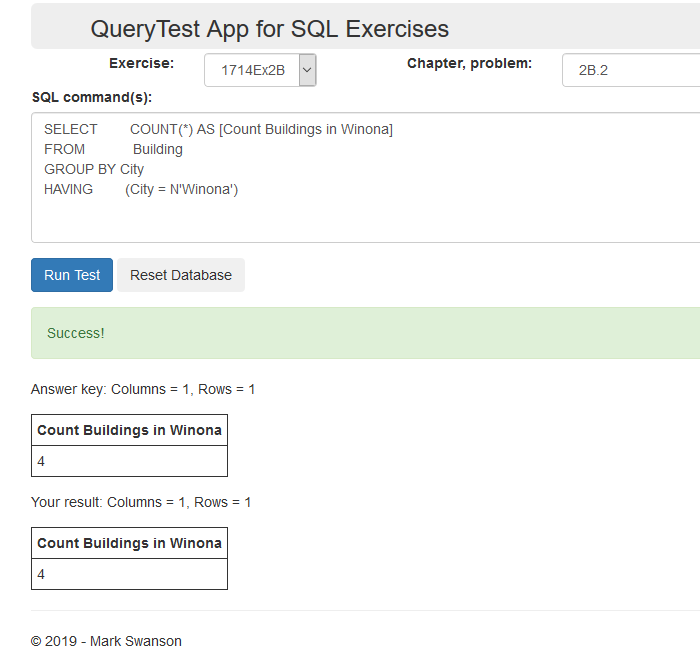 QueryTest App for SQL Exercises
Exercise: 1714Ex2B Chapter, problem: 2B.2
SQL command(s):
SELECT COUNT(*) AS [Count Buildings in Winona]
FROM Building
GROUP BY City
HAVING (City = N'Winona')
Run Test Reset Database
Success!
Answer key: Columns = 1, Rows = 1
Count Buildings in Winona
4
Your result: Columns = 1, Rows = 1
Count Buildings in Winona
4
© 2019 - Mark Swanson